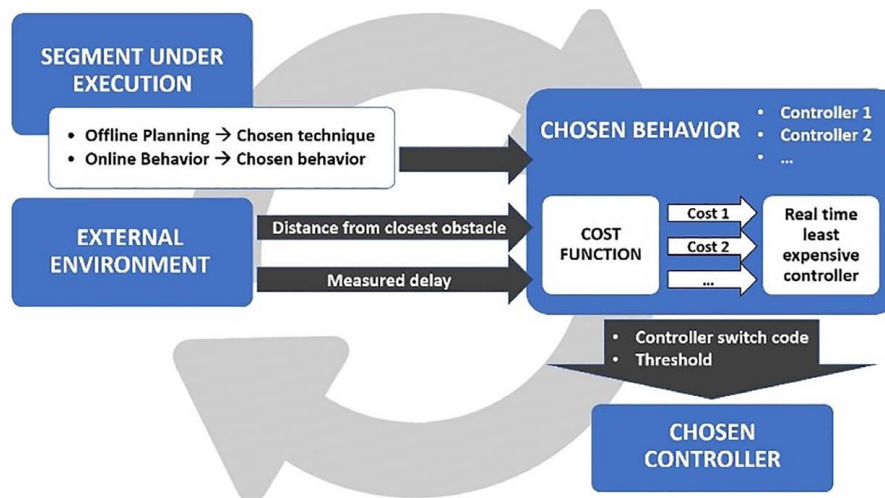 SEGMENT UNDER
EXECUTION
• Offline Planning → Chosen technique
• Online Behavior → Chosen behavior
EXTERNAL
ENVIRONMENT
Distance from closest obstacle
Measured delay
CHOSEN BEHAVIOR
• Controller 1
• Controller 2
• ...
COST
FUNCTION
Cost 1
Cost 2
...
Real time
least
expensive
controller
• Controller switch code
• Threshold
CHOSEN
CONTROLLER